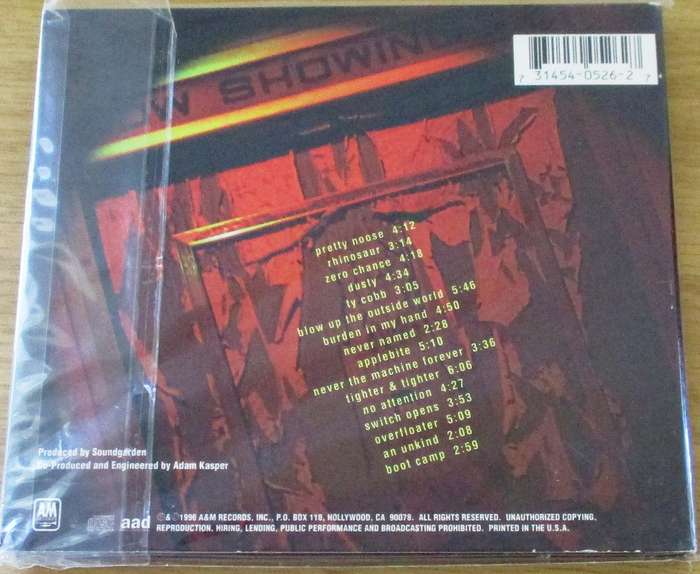 OW SHOWIN
7 31454-0526-2 7
pretty noose 4:12
rhinosaur 3:14
zero chance 4:18
dusty 4:34
ty cobb 3:05
blow up the outside world 5:46
burden in my hand 4:50
never named 2:28
applebite 5:10
never the machine forever 3:36
tighter & tighter 6:06
no attention 4:27
switch opens 3:53
overfloater 5:09
an unkind 2:08
boot camp 2:59
Produced by Soundgarden
Co-Produced and Engineered by Adam Kasper
A&M
aad
℗ & © 1996 A&M RECORDS, INC., P.O. BOX 118, HOLLYWOOD, CA 90078. ALL RIGHTS RESERVED. UNAUTHORIZED COPYING,
REPRODUCTION, HIRING, LENDING, PUBLIC PERFORMANCE AND BROADCASTING PROHIBITED. PRINTED IN THE U.S.A.